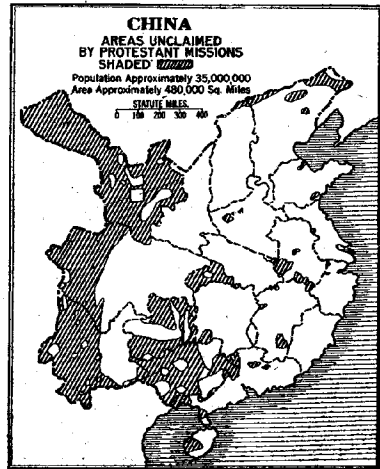 CHINA
AREAS UNCLAIMED
BY PROTESTANT MISSIONS
SHADED
Population Approximately 35,000,000
Area Approximately 480,000 Sq. Miles
STATUTE MILES.
0 100 200 300 400